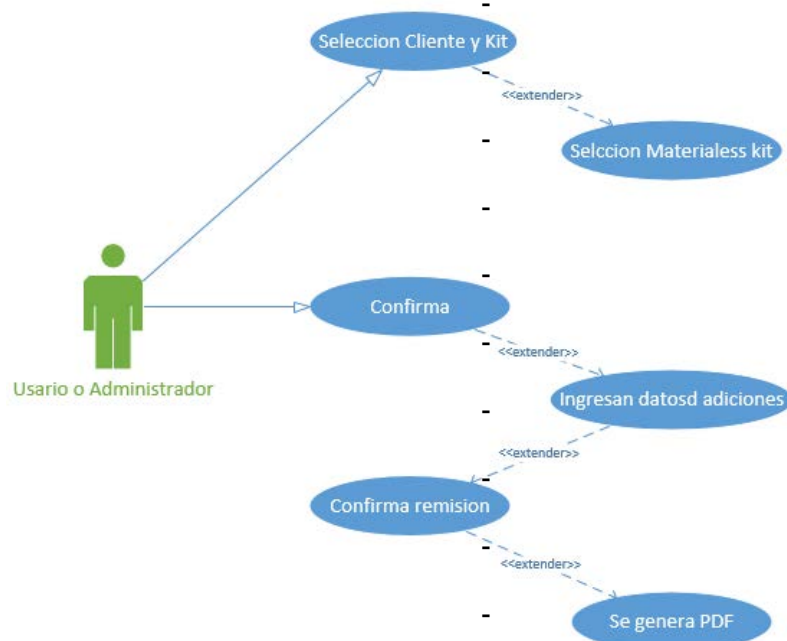 Seleccion Cliente y Kit
<<extender>>
Selccion Materialess kit
Confirma
<<extender>>
Usario o Administrador
Ingresan datosd adiciones
<<extender>>
Confirma remision
<<extender>>
Se genera PDF